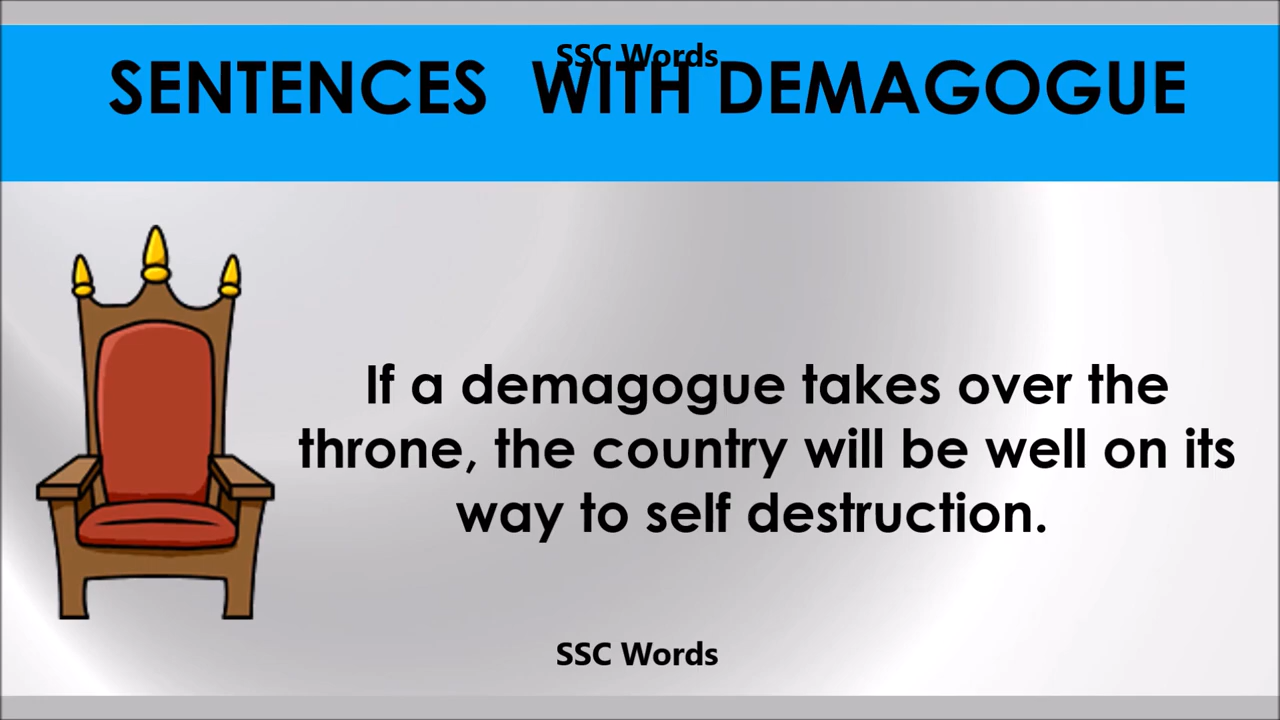 SSC Words
SENTENCES WITH DEMAGOGUE
If a demagogue takes over the
throne, the country will be well on its
way to self destruction.
SSC Words